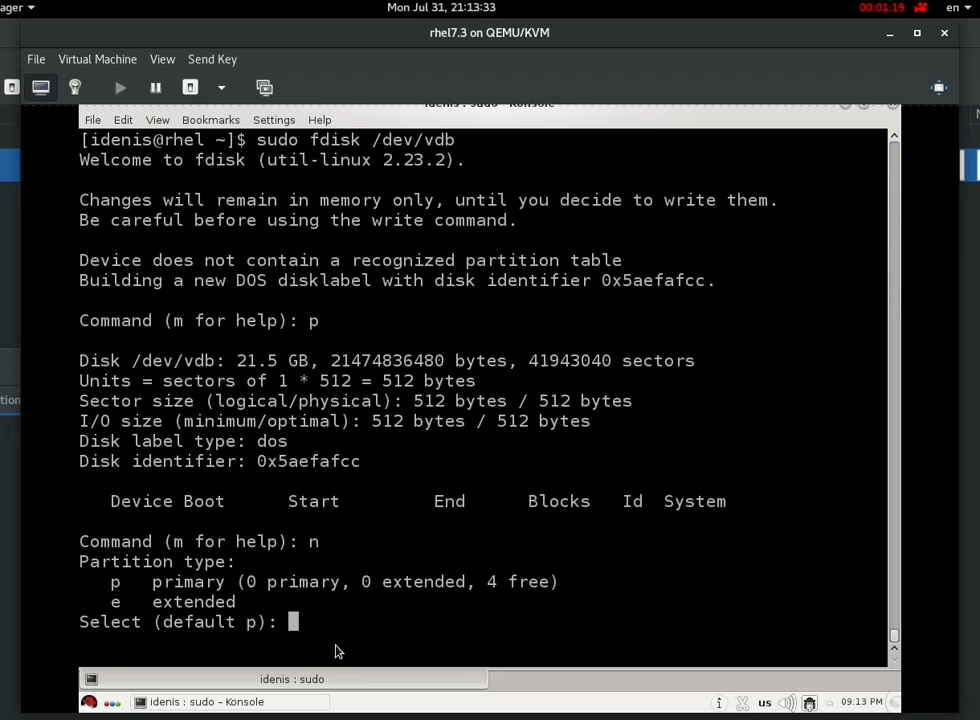 ager
Mon Jul 31, 21:13:33
00:01:19
en
rhel7.3 on QEMU/KVM
File Virtual Machine View Send Key
idenis : sudo – Konsole
File Edit View Bookmarks Settings Help
[idenis@rhel ~]$ sudo fdisk /dev/vdb
Welcome to fdisk (util-linux 2.23.2).
Changes will remain in memory only, until you decide to write them.
Be careful before using the write command.
Device does not contain a recognized partition table
Building a new DOS disklabel with disk identifier 0x5aefafcc.
Command (m for help): p
Disk /dev/vdb: 21.5 GB, 21474836480 bytes, 41943040 sectors
Units = sectors of 1 * 512 = 512 bytes
Sector size (logical/physical): 512 bytes / 512 bytes
I/O size (minimum/optimal): 512 bytes / 512 bytes
Disk label type: dos
Disk identifier: 0x5aefafcc
Device Boot Start End Blocks Id System
Command (m for help): n
Partition type:
p primary (0 primary, 0 extended, 4 free)
e extended
Select (default p):
tion
idenis : sudo
idenis : sudo – Konsole
us
09:13 PM